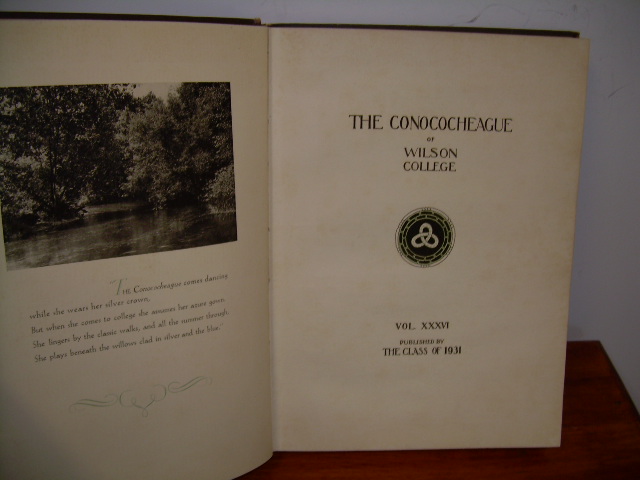 The Conococheague comes dancing
while she wears her silver crown,
But when she comes to college she assumes her azure gown.
She lingers by the classic walks, and all the summer through,
She plays beneath the willows clad in silver and the blue.
THE CONOCOCHEAGUE
OF
WILSON
COLLEGE
VOL. XXXVI
PUBLISHED BY
THE CLASS OF 1931